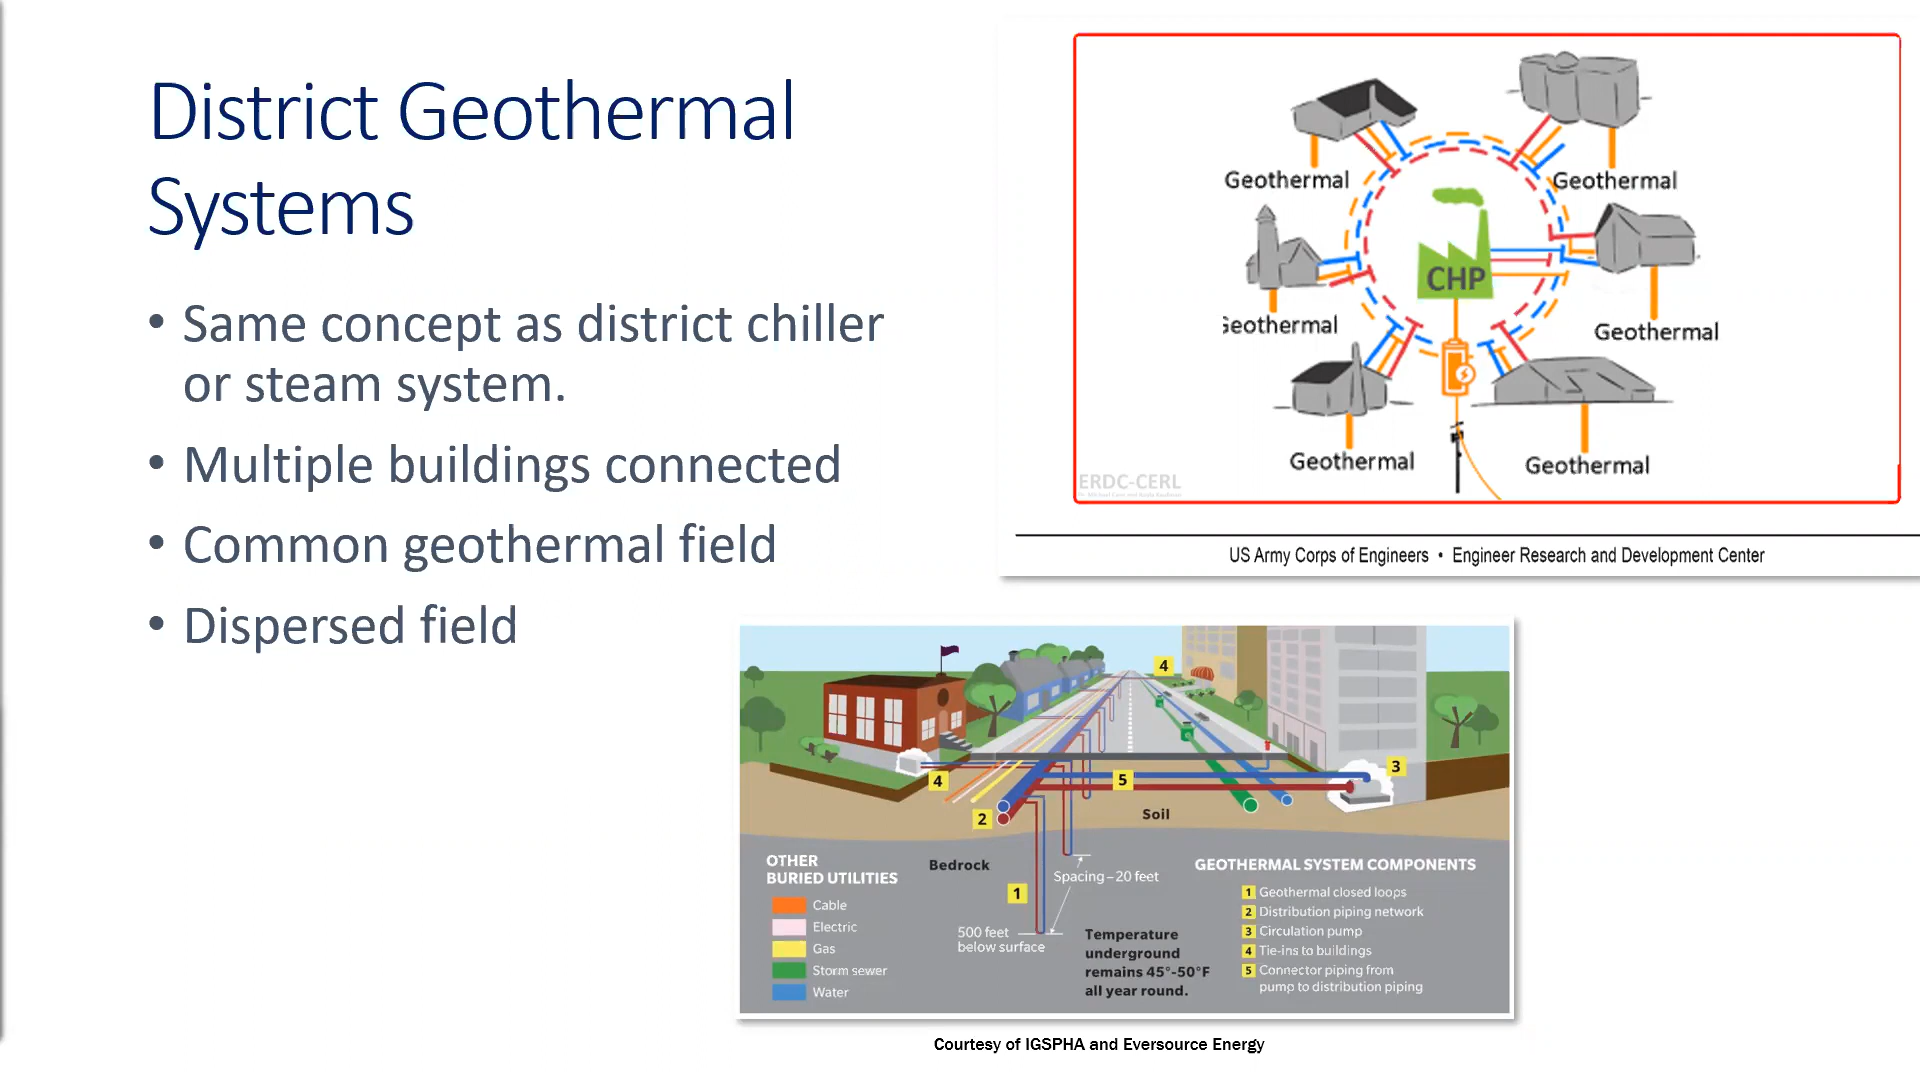 District Geothermal
Systems
• Same concept as district chiller
or steam system.
• Multiple buildings connected
• Common geothermal field
• Dispersed field
Geothermal
Geothermal
CHP
Geothermal
Geothermal
Geothermal
Geothermal
ERDC-CERL
US Army Corps of Engineers • Engineer Research and Development Center
4
3
4
5
2
Soil
OTHER
BURIED UTILITIES
Cable
Electric
Gas
Storm sewer
Water
Bedrock
1
Spacing–20 feet
500 feet
below surface
Temperature
underground
remains 45°-50°F
all year round.
GEOTHERMAL SYSTEM COMPONENTS
1 Geothermal closed loops
2 Distribution piping network
3 Circulation pump
4 Tie-ins to buildings
5 Connector piping from
pump to distribution piping
Courtesy of IGSPHA and Eversource Energy